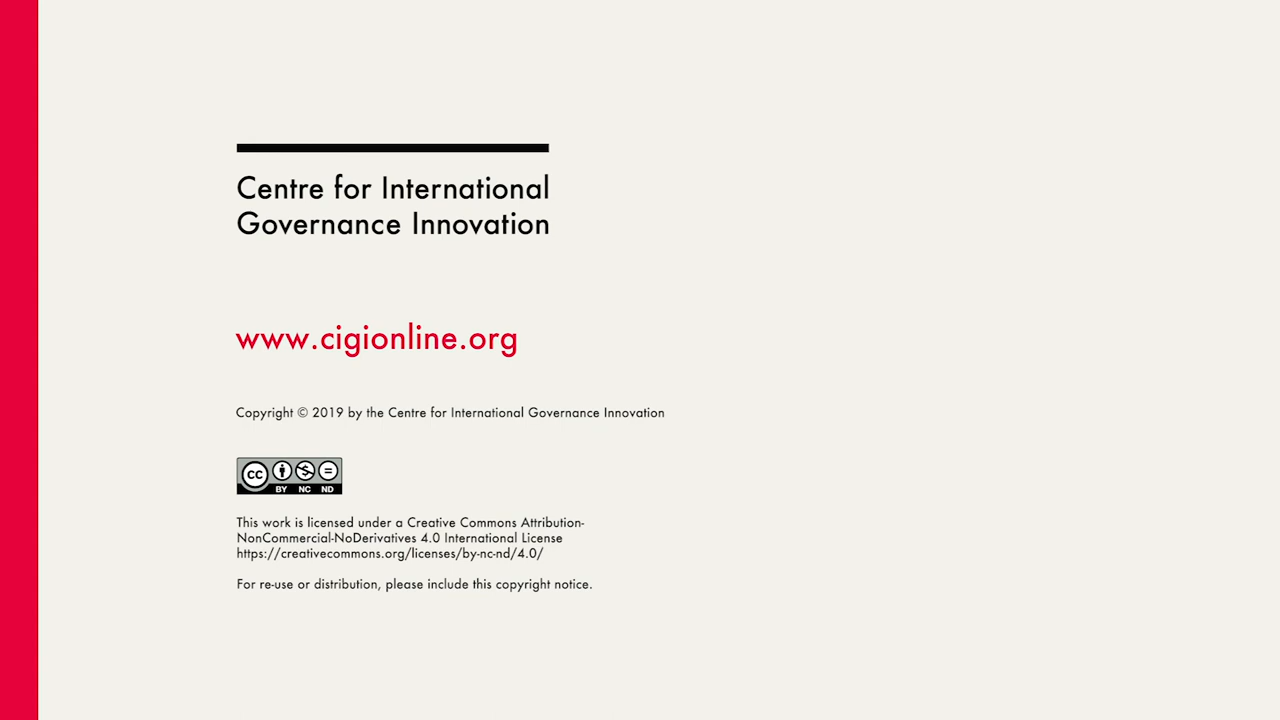 Centre for International
Governance Innovation
www.cigionline.org
Copyright © 2019 by the Centre for International Governance Innovation
CC BY NC ND
This work is licensed under a Creative Commons Attribution-
NonCommercial-NoDerivatives 4.0 International License
https://creativecommons.org/licenses/by-nc-nd/4.0/
For re-use or distribution, please include this copyright notice.